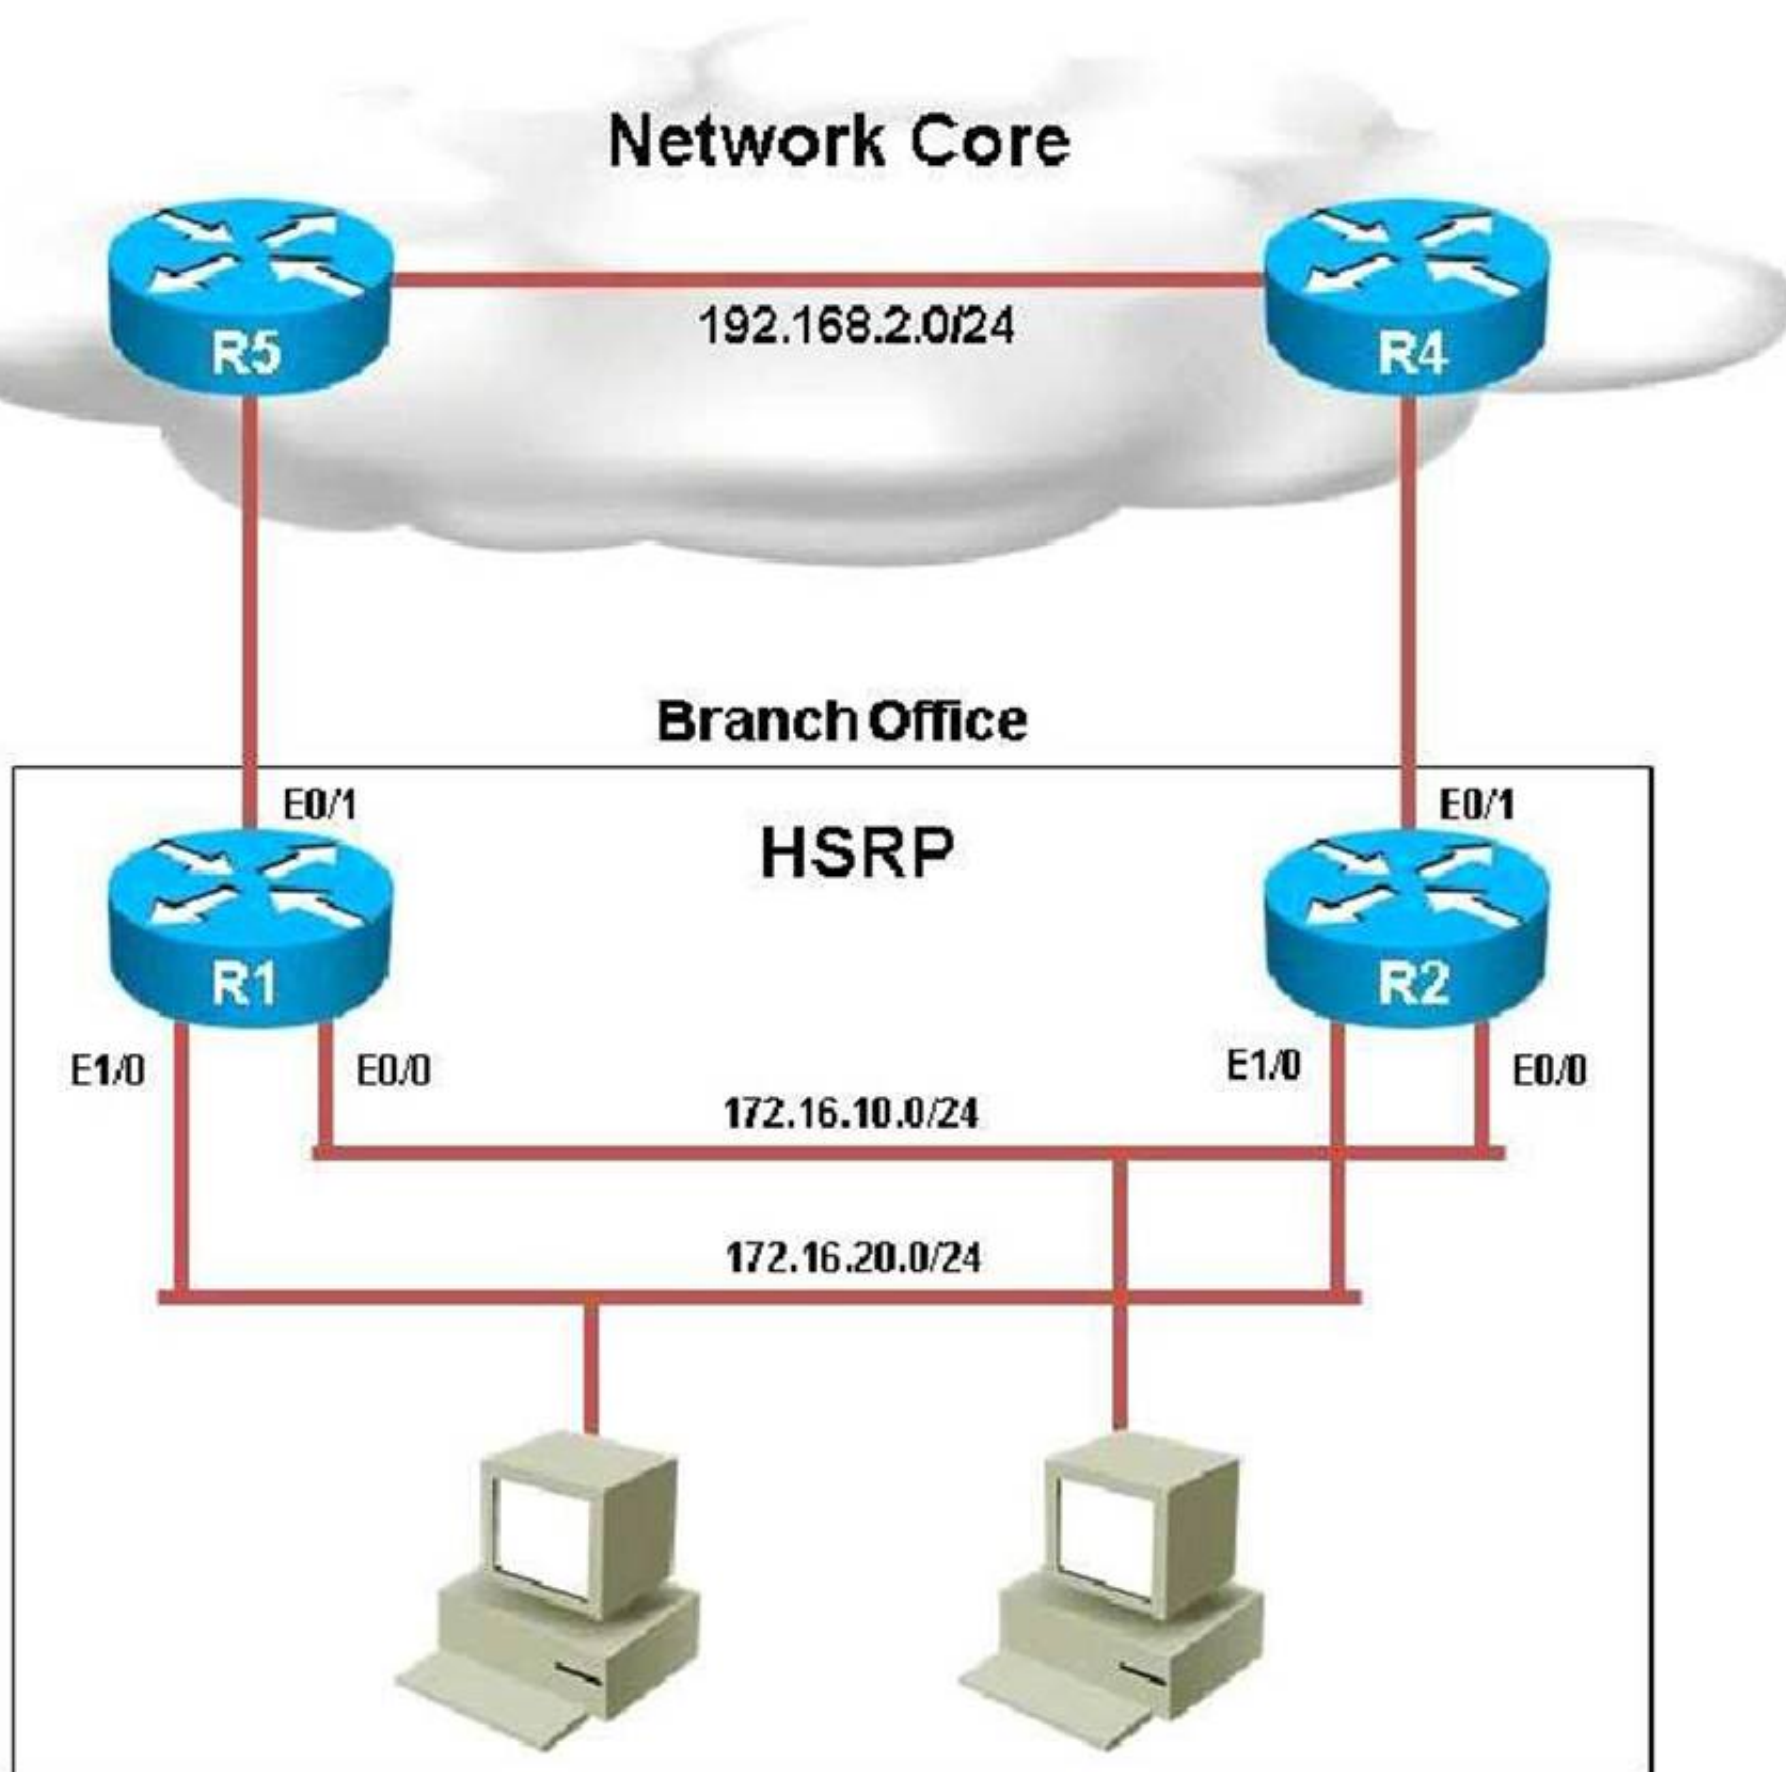 Network Core
192.168.2.0/24
R5
R4
Branch Office
E0/1
E0/1
HSRP
R1
R2
E1/0
E0/0
E1/0
E0/0
172.16.10.0/24
172.16.20.0/24